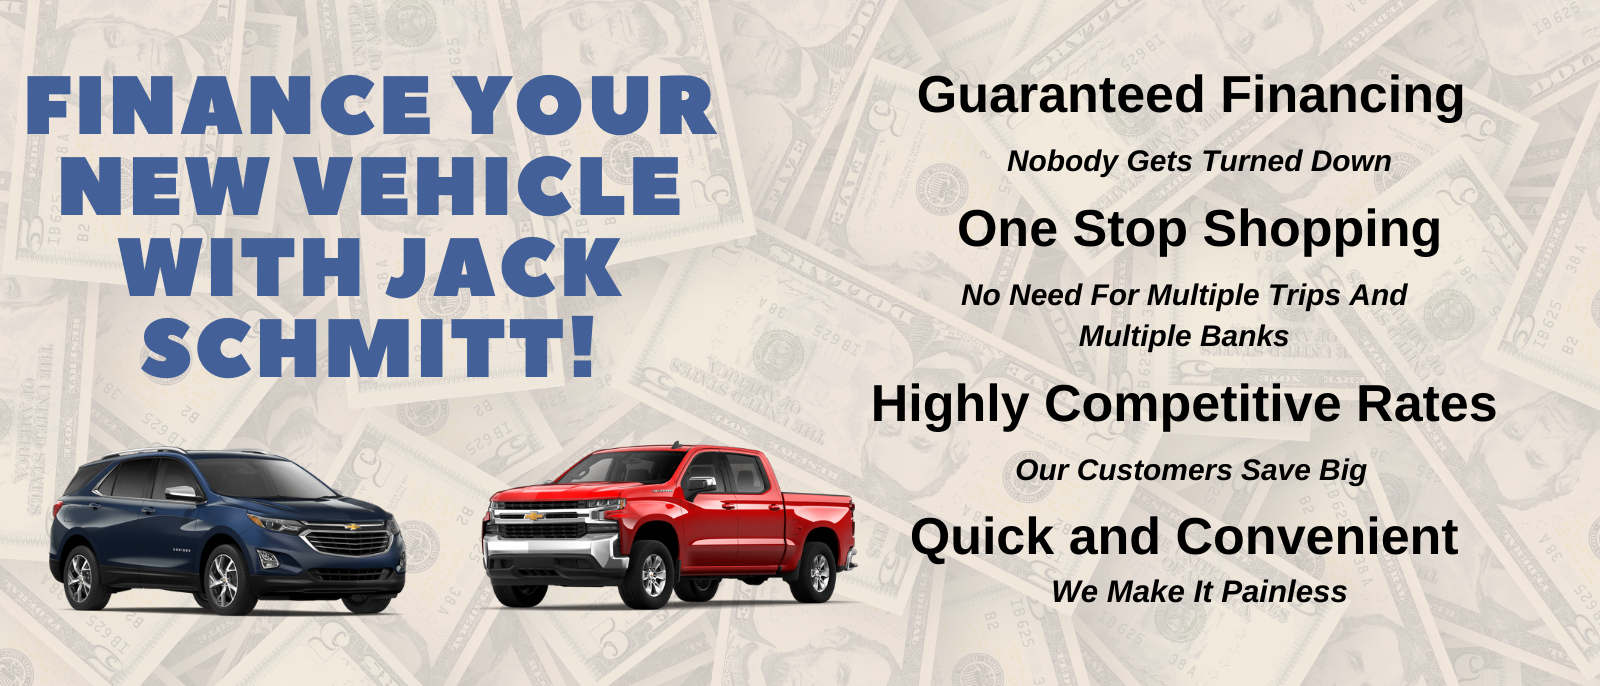 FINANCE YOUR
NEW VEHICLE
WITH JACK
SCHMITT!
Guaranteed Financing
Nobody Gets Turned Down
One Stop Shopping
No Need For Multiple Trips And
Multiple Banks
Highly Competitive Rates
Our Customers Save Big
Quick and Convenient
We Make It Painless